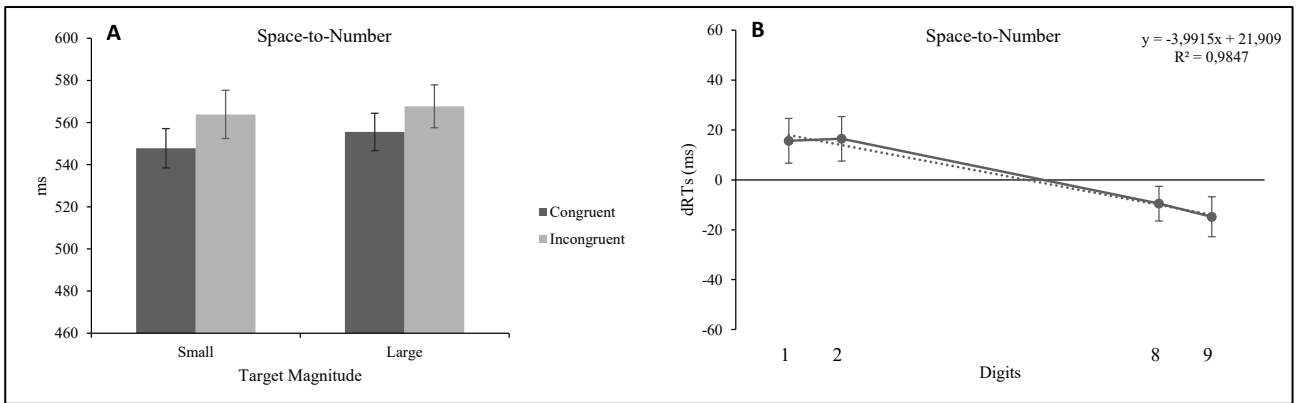 A
Space-to-Number
600
580
560
540
520
500
480
460
ms
Small
Large
Target Magnitude
Congruent
Incongruent
B
Space-to-Number
y = -3,9915x + 21,909
R² = 0,9847
60
40
20
0
-20
-40
-60
dRTs (ms)
1 2 8 9
Digits